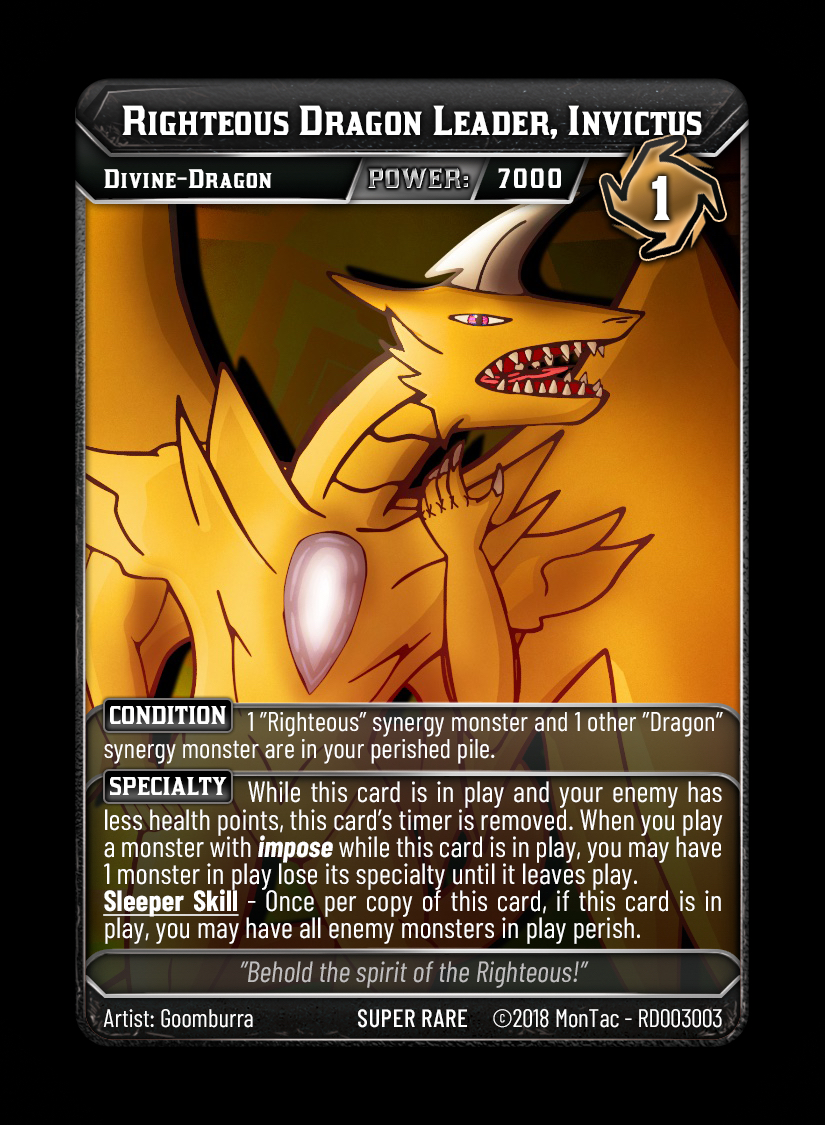 Righteous Dragon Leader, Invictus
Divine-Dragon POWER: 7000
1
CONDITION 1 "Righteous" synergy monster and 1 other "Dragon"
synergy monster are in your perished pile.
SPECIALTY While this card is in play and your enemy has
less health points, this card's timer is removed. When you play
a monster with impose while this card is in play, you may have
1 monster in play lose its specialty until it leaves play.
Sleeper Skill - Once per copy of this card, if this card is in
play, you may have all enemy monsters in play perish.
"Behold the spirit of the Righteous!"
Artist: Goomburra SUPER RARE ©2018 MonTac - RD003003